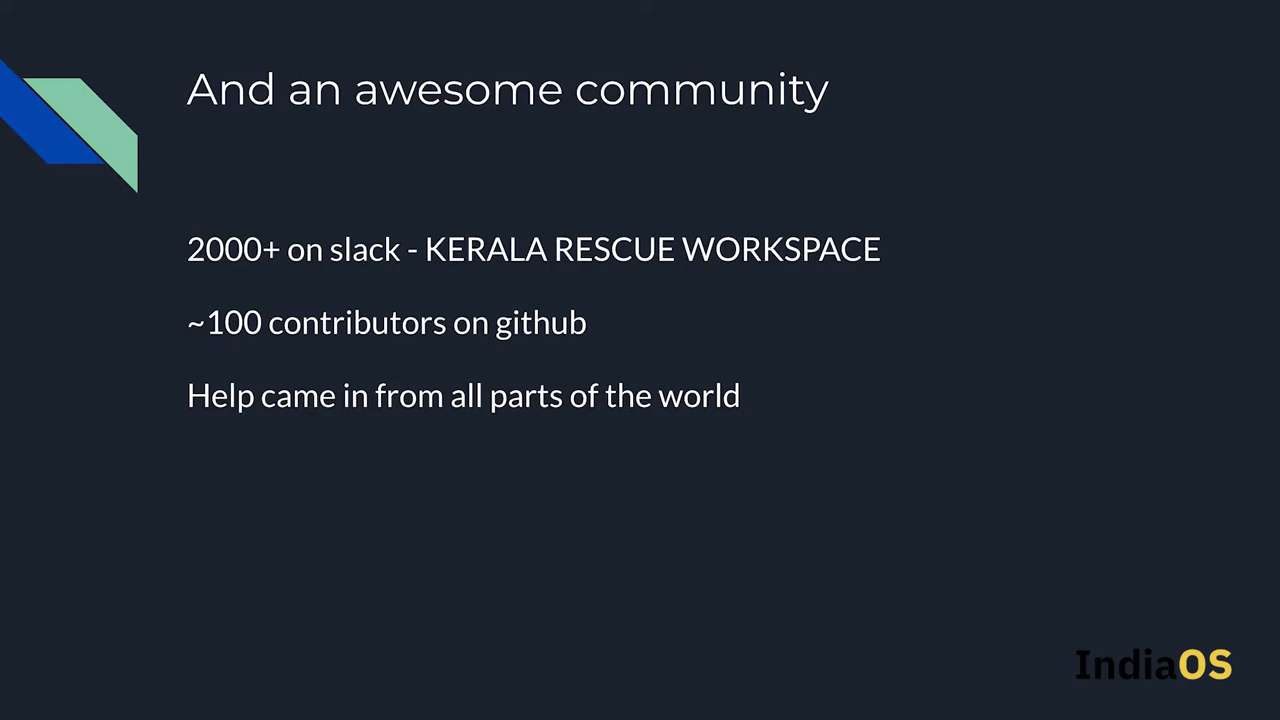 And an awesome community
2000+ on slack - KERALA RESCUE WORKSPACE
~100 contributors on github
Help came in from all parts of the world
IndiaOS